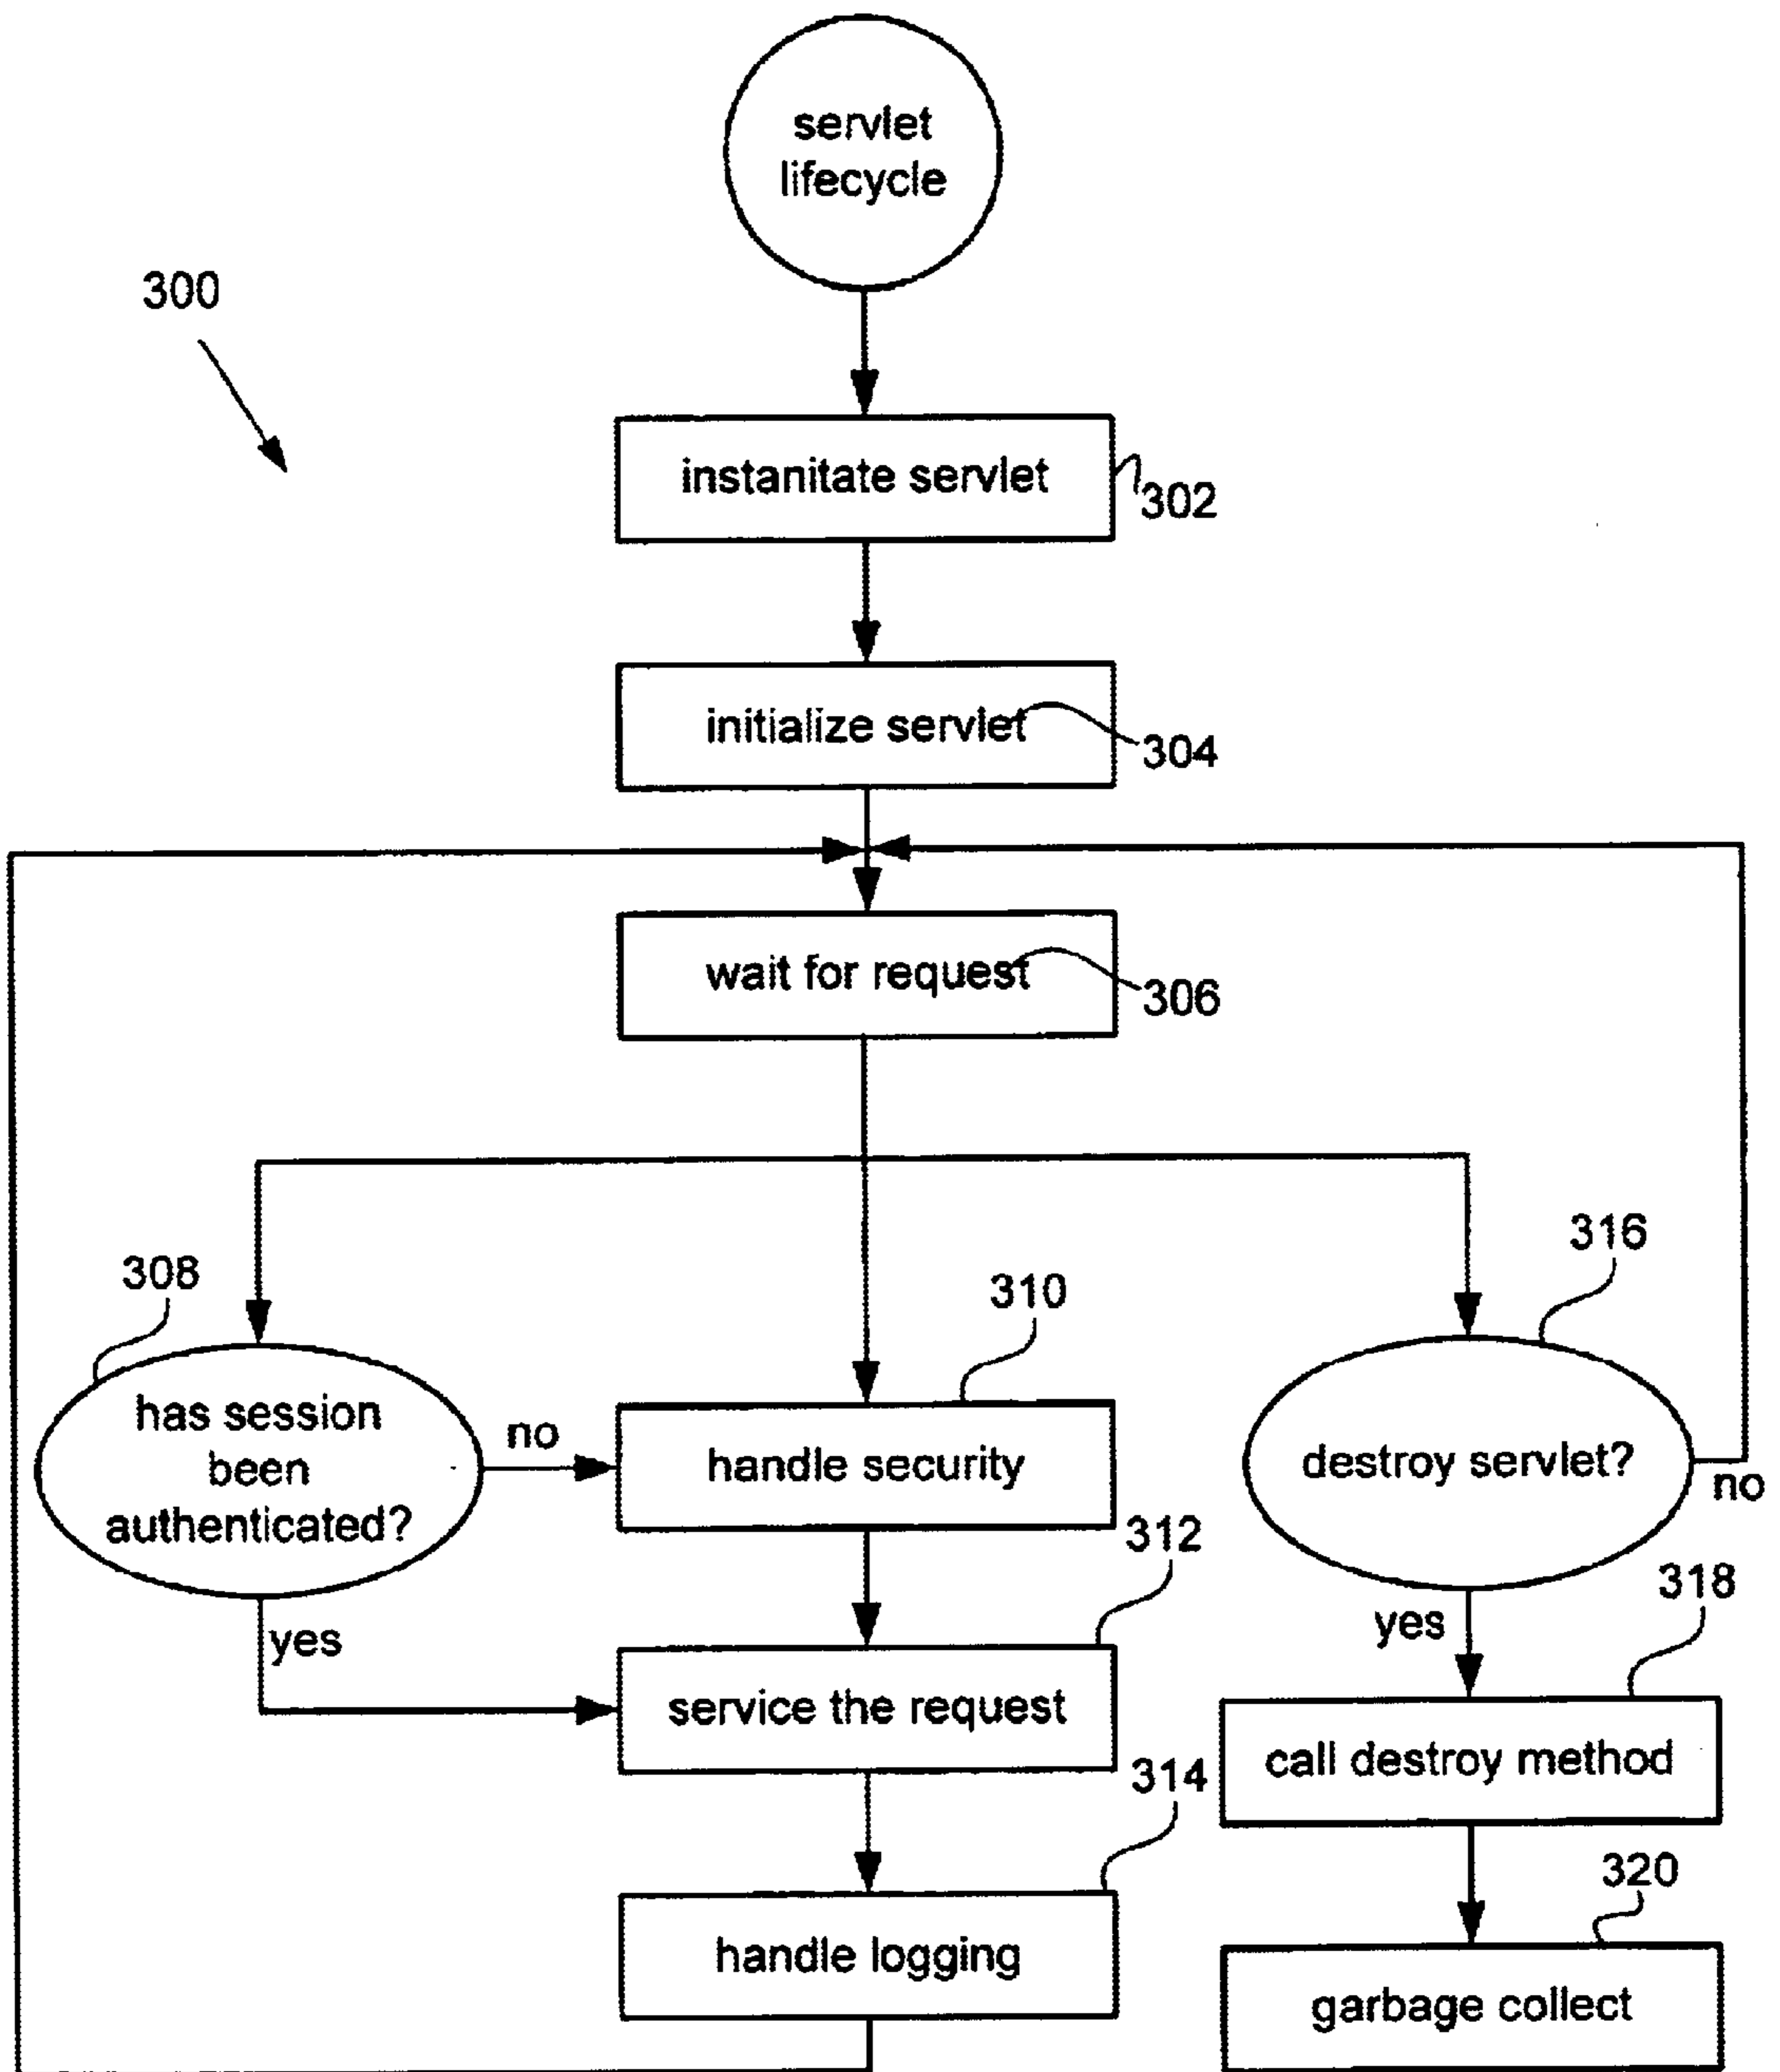 servlet
lifecycle
300
instanitate servlet
302
initialize servlet
304
wait for request
306
308
310
316
has session
been
authenticated?
no
handle security
destroy servlet?
no
312
yes
service the request
yes
318
call destroy method
314
handle logging
320
garbage collect